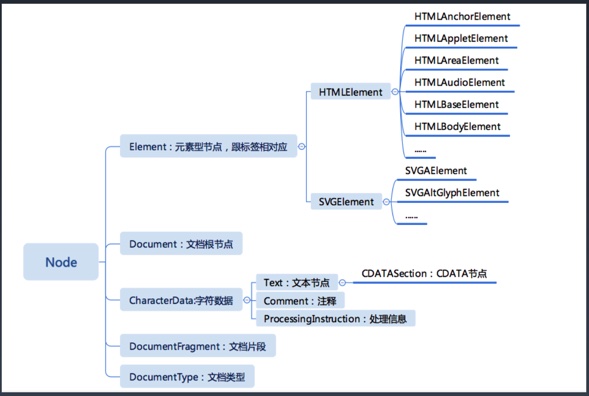 HTMLAnchorElement
HTMLAppletElement
HTMLAreaElement
HTMLElement
HTMLAudioElement
HTMLBaseElement
HTMLBodyElement
......
Element：元素型节点，跟标签相对应
SVGAElement
SVGElement
SVGAltGlyphElement
......
Document：文档根节点
Node
Text：文本节点
CDATASection：CDATA节点
CharacterData:字符数据
Comment：注释
ProcessingInstruction：处理信息
DocumentFragment：文档片段
DocumentType：文档类型